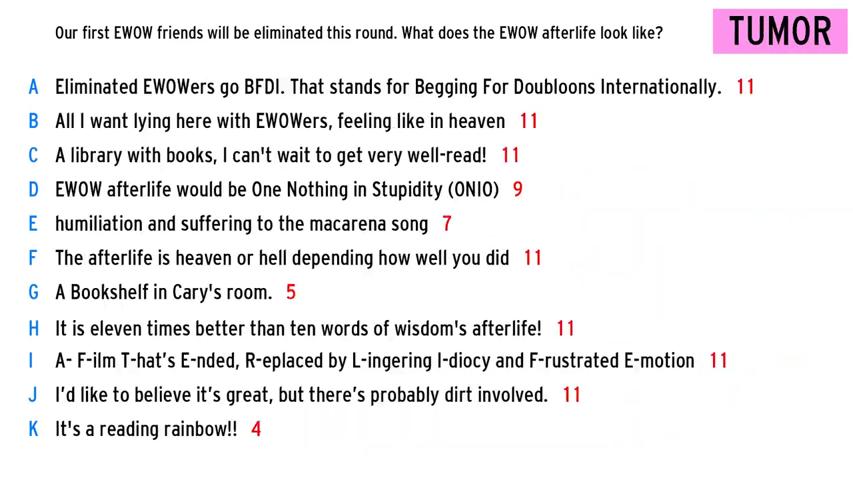 Our first EWOW friends will be eliminated this round. What does the EWOW afterlife look like?
TUMOR
A Eliminated EWOWers go BFDI. That stands for Begging For Doubloons Internationally. 11
B All I want lying here with EWOWers, feeling like in heaven 11
C A library with books, I can't wait to get very well-read! 11
D EWOW afterlife would be One Nothing in Stupidity (ONIO) 9
E humiliation and suffering to the macarena song 7
F The afterlife is heaven or hell depending how well you did 11
G A Bookshelf in Cary's room. 5
H It is eleven times better than ten words of wisdom's afterlife! 11
I A- F-ilm T-hat’s E-nded, R-eplaced by L-ingering I-diocy and F-rustrated E-motion 11
J I’d like to believe it’s great, but there’s probably dirt involved. 11
K It's a reading rainbow!! 4